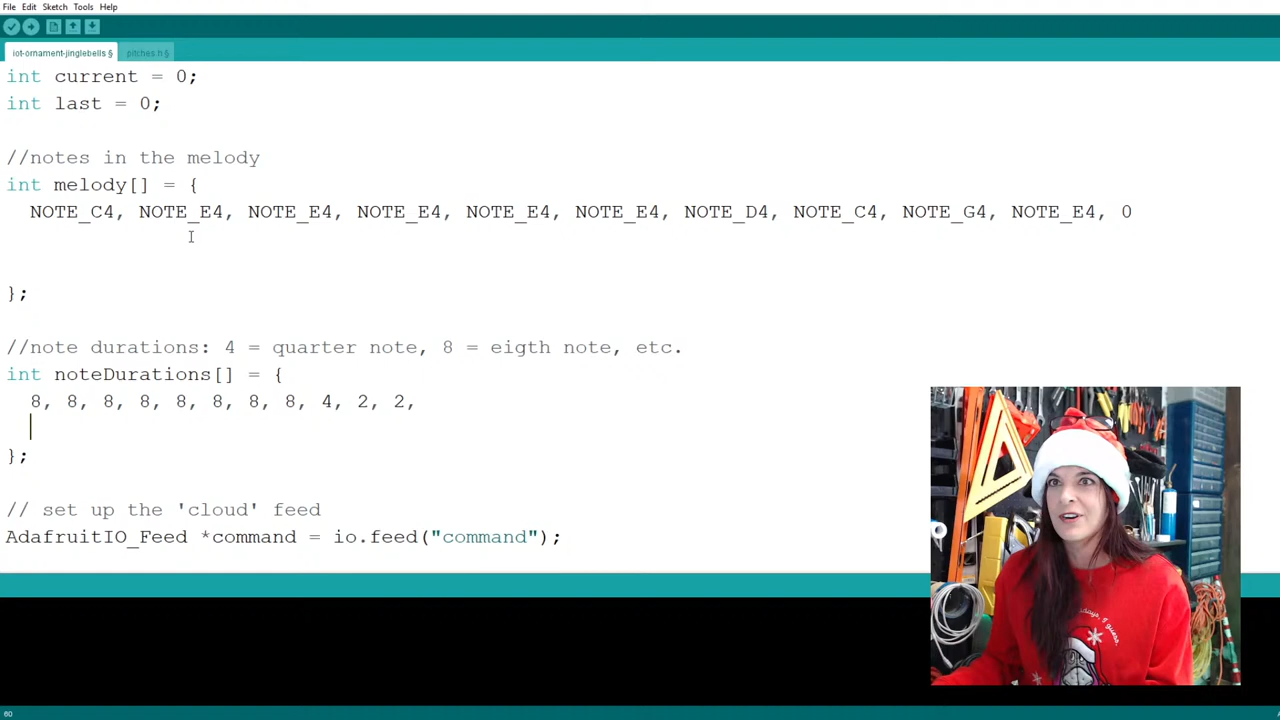 File Edit Sketch Tools Help
iot-ornament-jinglebells § pitches.h §
int current = 0;
int last = 0;
//notes in the melody
int melody[] = {
NOTE_C4, NOTE_E4, NOTE_E4, NOTE_E4, NOTE_E4, NOTE_E4, NOTE_D4, NOTE_C4, NOTE_G4, NOTE_E4, 0
};
//note durations: 4 = quarter note, 8 = eigth note, etc.
int noteDurations[] = {
8, 8, 8, 8, 8, 8, 8, 8, 4, 2, 2,
};
// set up the 'cloud' feed
AdafruitIO_Feed *command = io.feed("command");
60